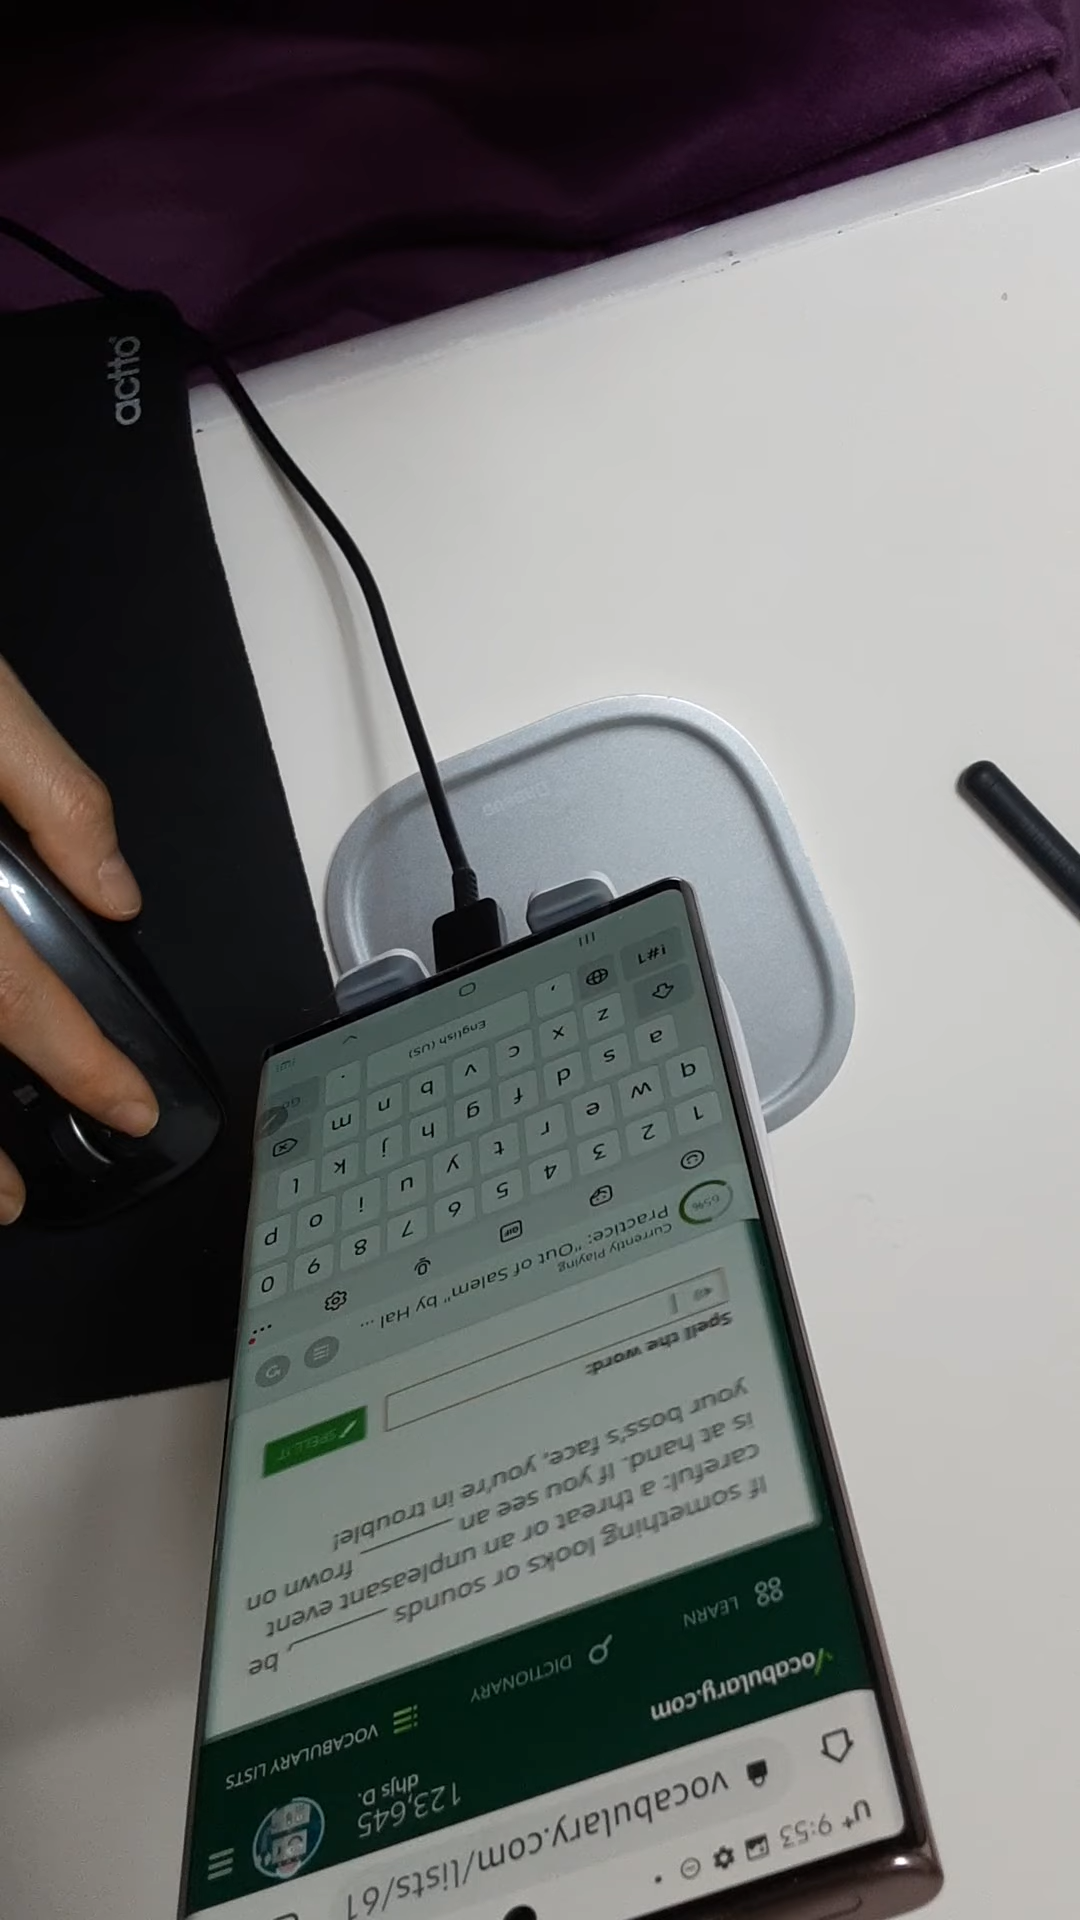 actto
U+ 9:53
vocabulary.com/lists/61
Vocabulary.com
123,645
dhjs D.
LEARN
DICTIONARY
VOCABULARY LISTS
If something looks or sounds ________, be
careful: a threat or an unpleasant event
is at hand. If you see an ________ frown on
your boss's face, you're in trouble!
Spell the word:
SPELL IT
65%
Currently Playing
Practice: "Out of Salem" by Hal ...
GIF
1 2 3 4 5 6 7 8 9 0
q w e r t y u i o p
a s d f g h j k l
z x c v b n m
!#1
,
English (US)
.